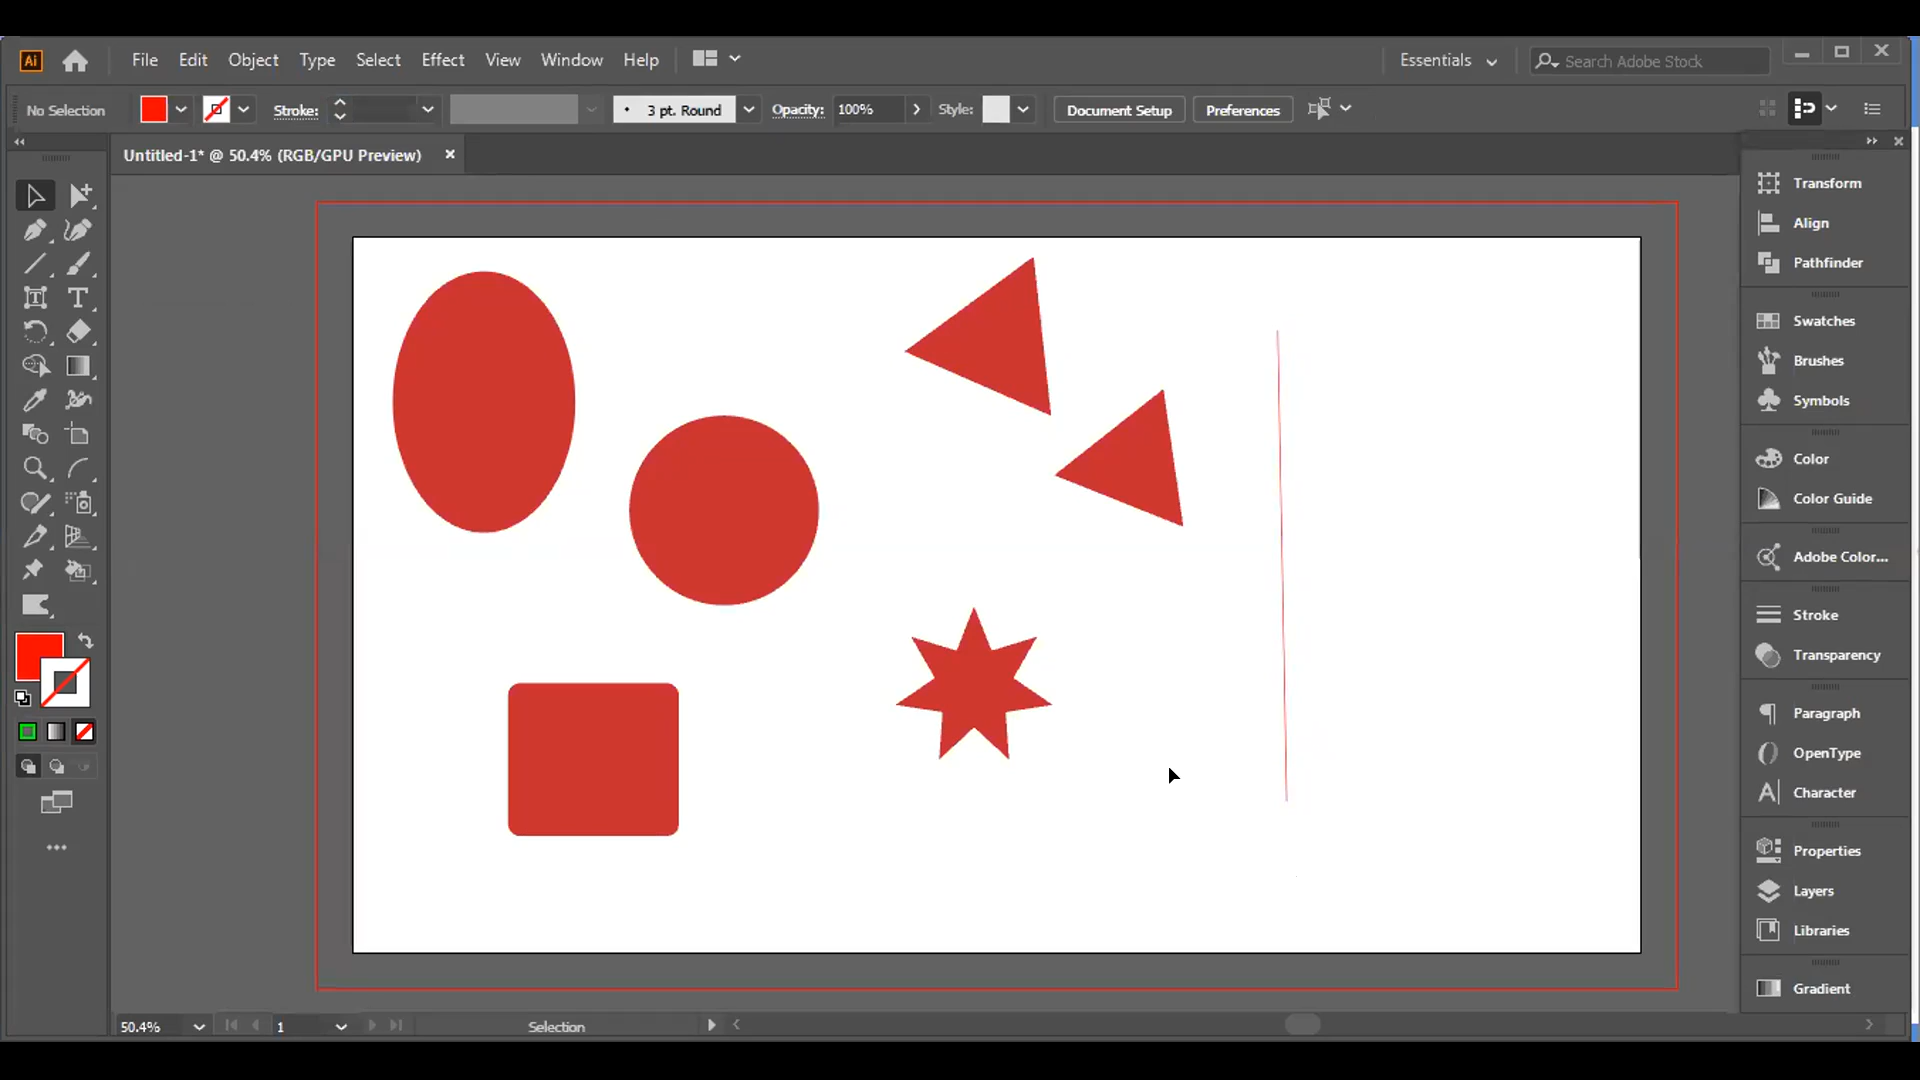 Ai File Edit Object Type Select Effect View Window Help Essentials Search Adobe Stock
No Selection Stroke: 3 pt. Round Opacity: 100% Style: Document Setup Preferences
Untitled-1* @ 50.4% (RGB/GPU Preview)
Transform
Align
Pathfinder
Swatches
Brushes
Symbols
Color
Color Guide
Adobe Color...
Stroke
Transparency
Paragraph
OpenType
Character
Properties
Layers
Libraries
Gradient
50.4% 1 Selection